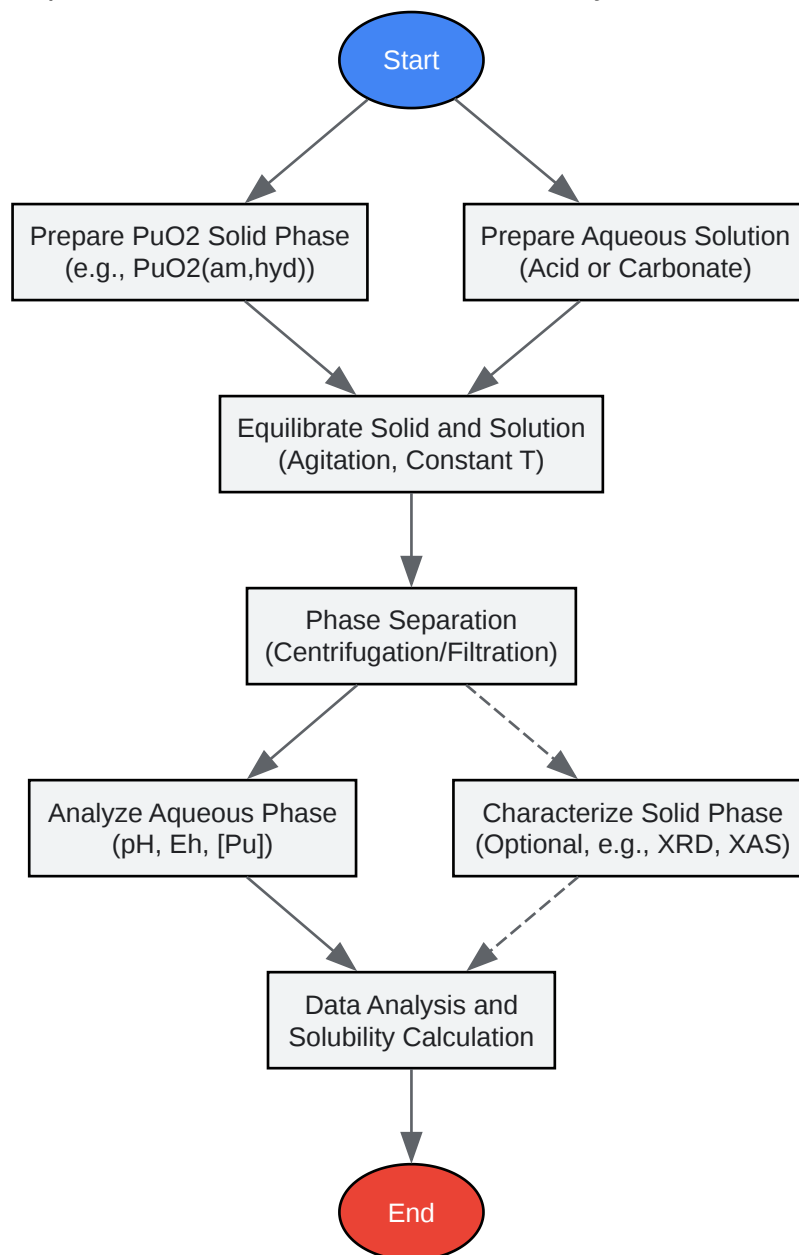 Start
Prepare PuO2 Solid Phase
(e.g., PuO2(am,hyd))
Prepare Aqueous Solution
(Acid or Carbonate)
Equilibrate Solid and Solution
(Agitation, Constant T)
Phase Separation
(Centrifugation/Filtration)
Analyze Aqueous Phase
(pH, Eh, [Pu])
Characterize Solid Phase
(Optional, e.g., XRD, XAS)
Data Analysis and
Solubility Calculation
End